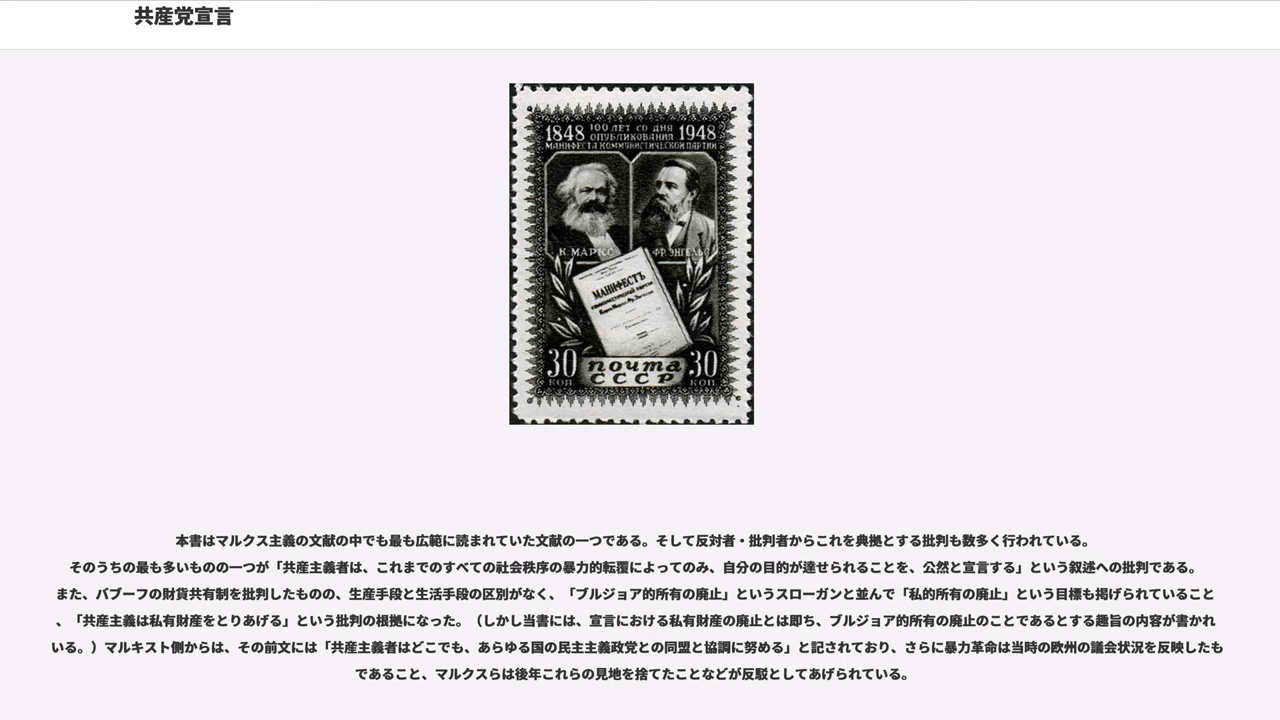 共産党宣言
1848 100 ЛЕТ СО ДНЯ 1948
ОПУБЛИКОВАНИЯ
МАНИФЕСТА КОММУНИСТИЧЕСКОЙ ПАРТИИ
К. МАРКС ФР. ЭНГЕЛЬС
МАНИФЕСТЪ
30 почта 30
КОП СССР КОП.
本書はマルクス主義の文献の中でも最も広範に読まれていた文献の一つである。そして反対者・批判者からこれを典拠とする批判も数多く行われている。
そのうちの最も多いものの一つが「共産主義者は、これまでのすべての社会秩序の暴力的転覆によってのみ、自分の目的が達せられることを、公然と宣言する」という叙述への批判である。
また、バブーフの財貨共有制を批判したものの、生産手段と生活手段の区別がなく、「ブルジョア的所有の廃止」というスローガンと並んで「私的所有の廃止」という目標も掲げられていること
、「共産主義は私有財産をとりあげる」という批判の根拠になった。（しかし当書には、宣言における私有財産の廃止とは即ち、ブルジョア的所有の廃止のことであるとする趣旨の内容が書かれ
いる。）マルキスト側からは、その前文には「共産主義者はどこでも、あらゆる国の民主主義政党との同盟と協調に努める」と記されており、さらに暴力革命は当時の欧州の議会状況を反映したも
であること、マルクスらは後年これらの見地を捨てたことなどが反駁としてあげられている。